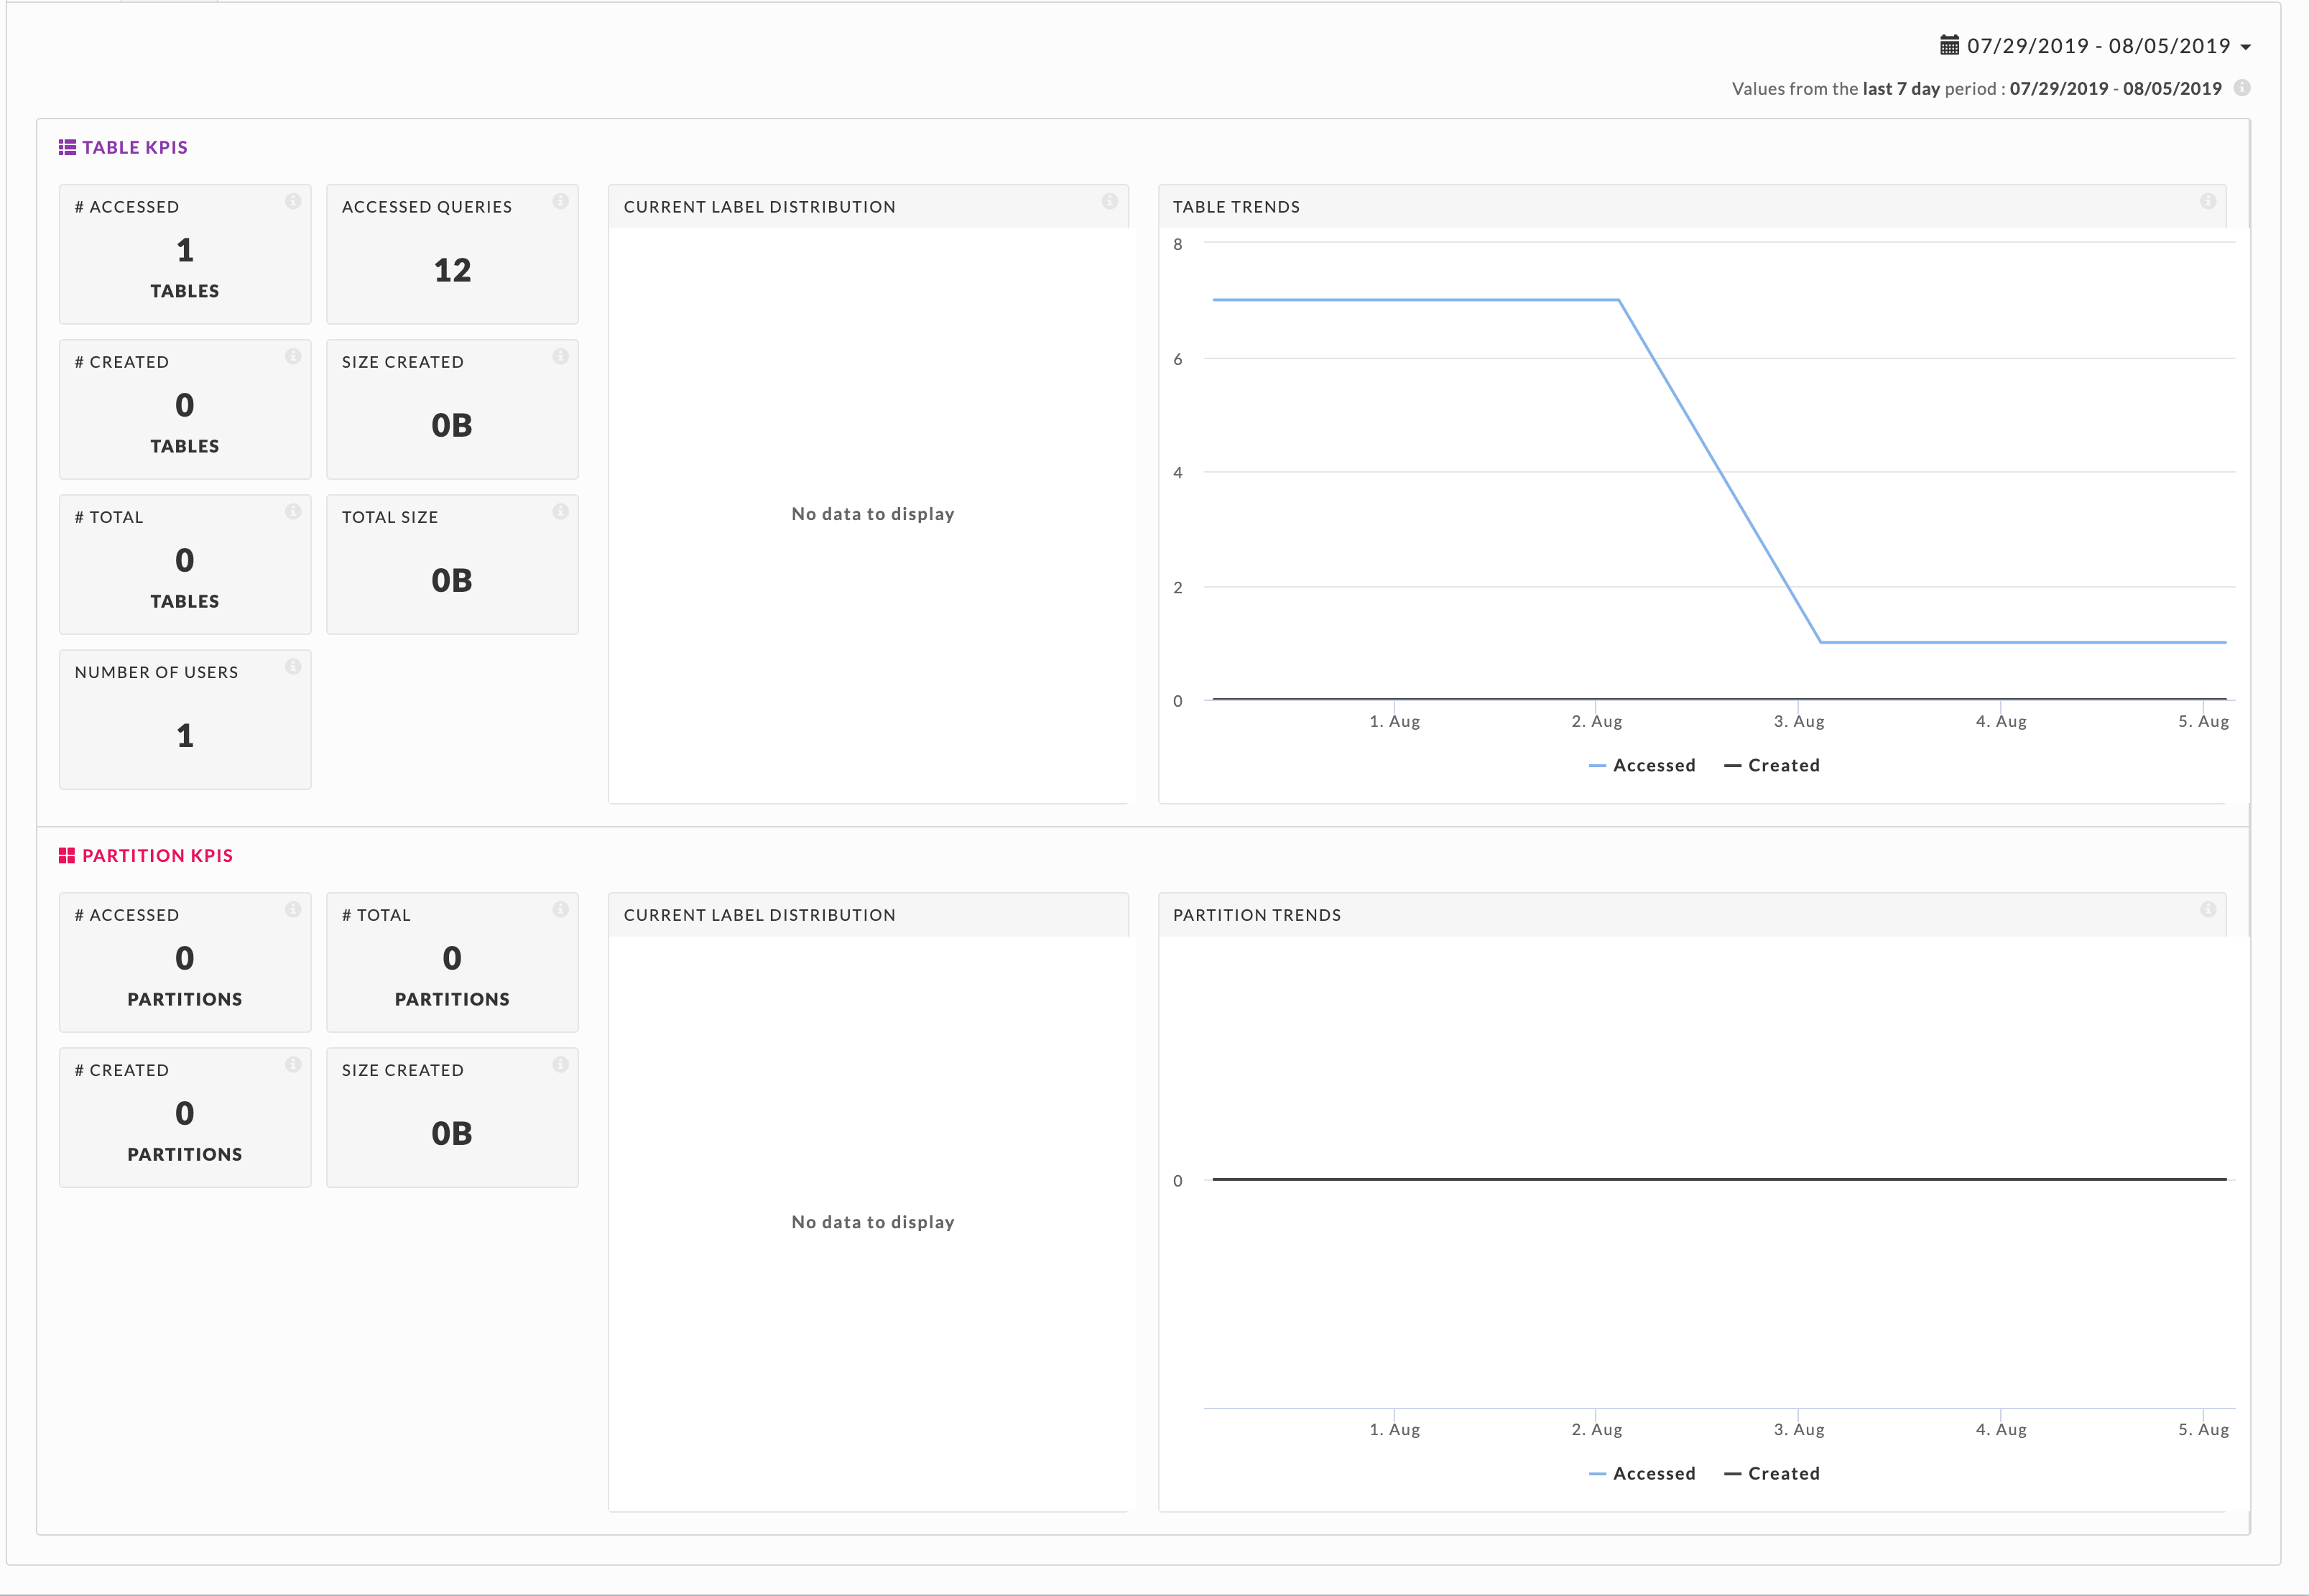 07/29/2019 - 08/05/2019
Values from the last 7 day period : 07/29/2019 - 08/05/2019
TABLE KPIS
# ACCESSED
1
TABLES
ACCESSED QUERIES
12
# CREATED
0
TABLES
SIZE CREATED
0B
# TOTAL
0
TABLES
TOTAL SIZE
0B
NUMBER OF USERS
1
CURRENT LABEL DISTRIBUTION
No data to display
TABLE TRENDS
8
6
4
2
0
1. Aug 2. Aug 3. Aug 4. Aug 5. Aug
Accessed Created
PARTITION KPIS
# ACCESSED
0
PARTITIONS
# TOTAL
0
PARTITIONS
# CREATED
0
PARTITIONS
SIZE CREATED
0B
CURRENT LABEL DISTRIBUTION
No data to display
PARTITION TRENDS
0
1. Aug 2. Aug 3. Aug 4. Aug 5. Aug
Accessed Created